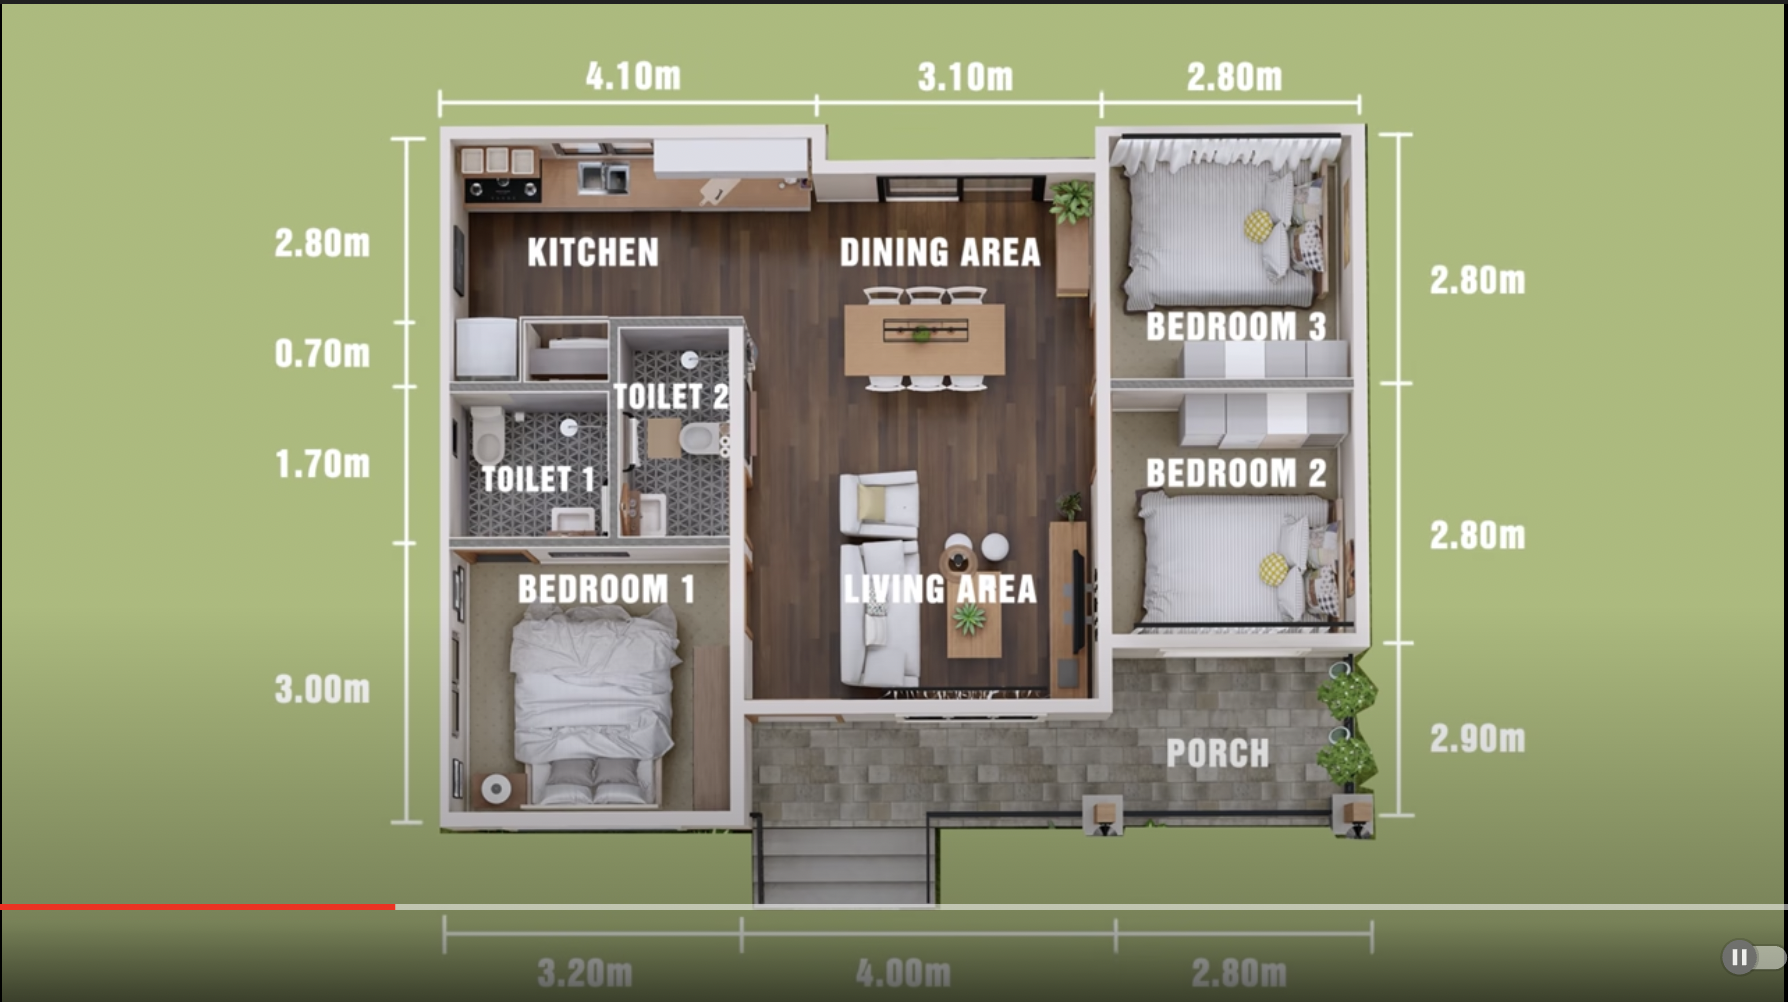 4.10m
3.10m
2.80m
2.80m
KITCHEN
DINING AREA
2.80m
BEDROOM 3
0.70m
TOILET 2
1.70m
TOILET 1
BEDROOM 2
2.80m
BEDROOM 1
LIVING AREA
3.00m
PORCH
2.90m
3.20m
4.00m
2.80m